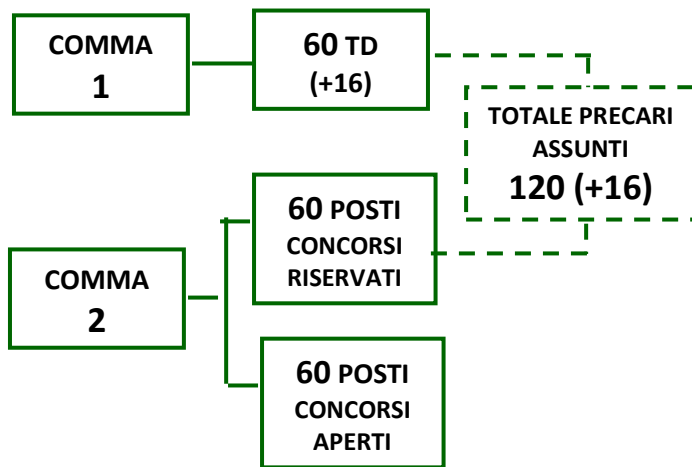 COMMA
1
60 TD
(+16)
TOTALE PRECARI
ASSUNTI
120 (+16)
COMMA
2
60 POSTI
CONCORSI
RISERVATI
60 POSTI
CONCORSI
APERTI